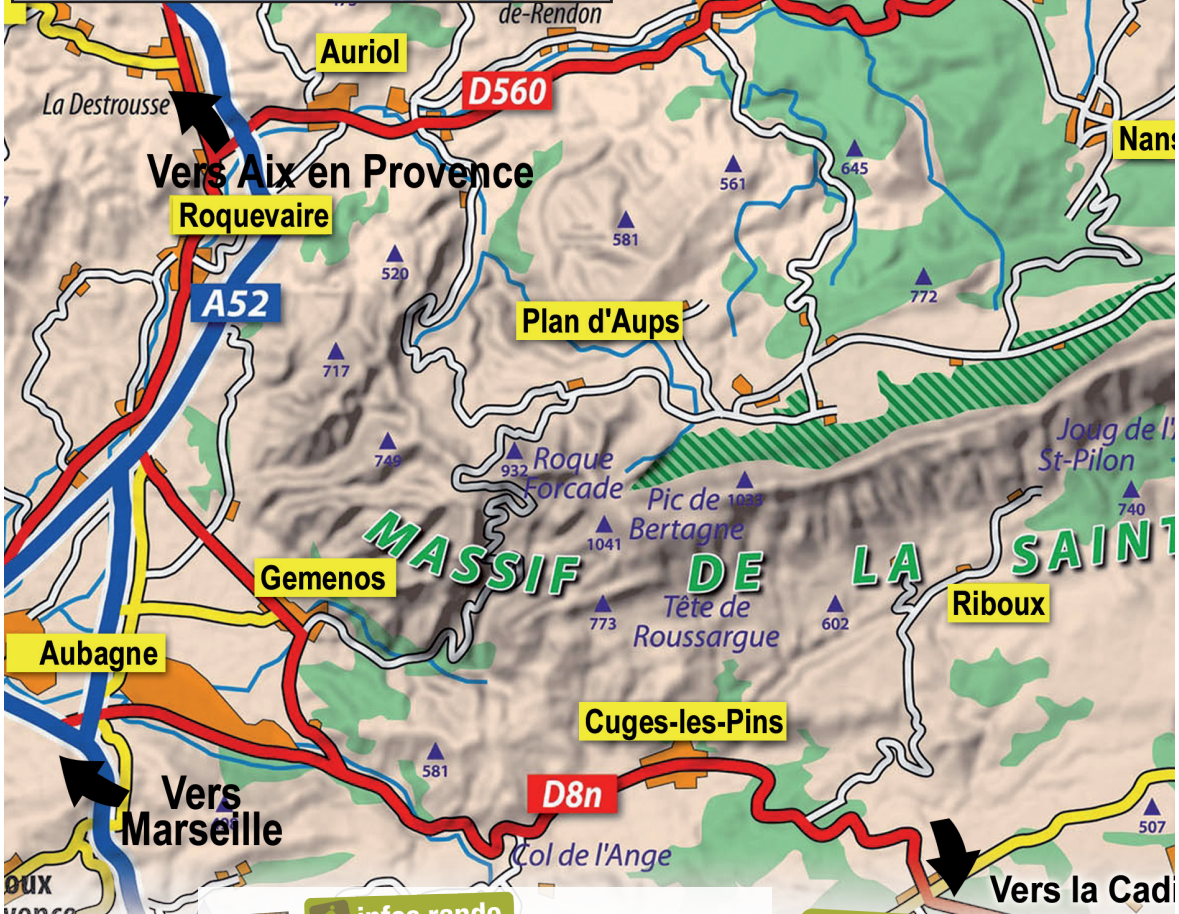 de-Rendon
Auriol
D560
La Destrousse
Vers Aix en Provence
Nans
645
561
Roquevaire
581
520
772
A52
Plan d'Aups
717
749
932
Roque
Forcade
Joug de l'
St-Pilon
Pic de
Bertagne
1033
740
1041
MASSIF DE LA SAINT
Gemenos
773
Tête de
Roussargue
602
Riboux
Aubagne
Cuges-les-Pins
581
D8n
Vers
Marseille
507
Col de l'Ange
oux
Vers la Cadi
infos rando